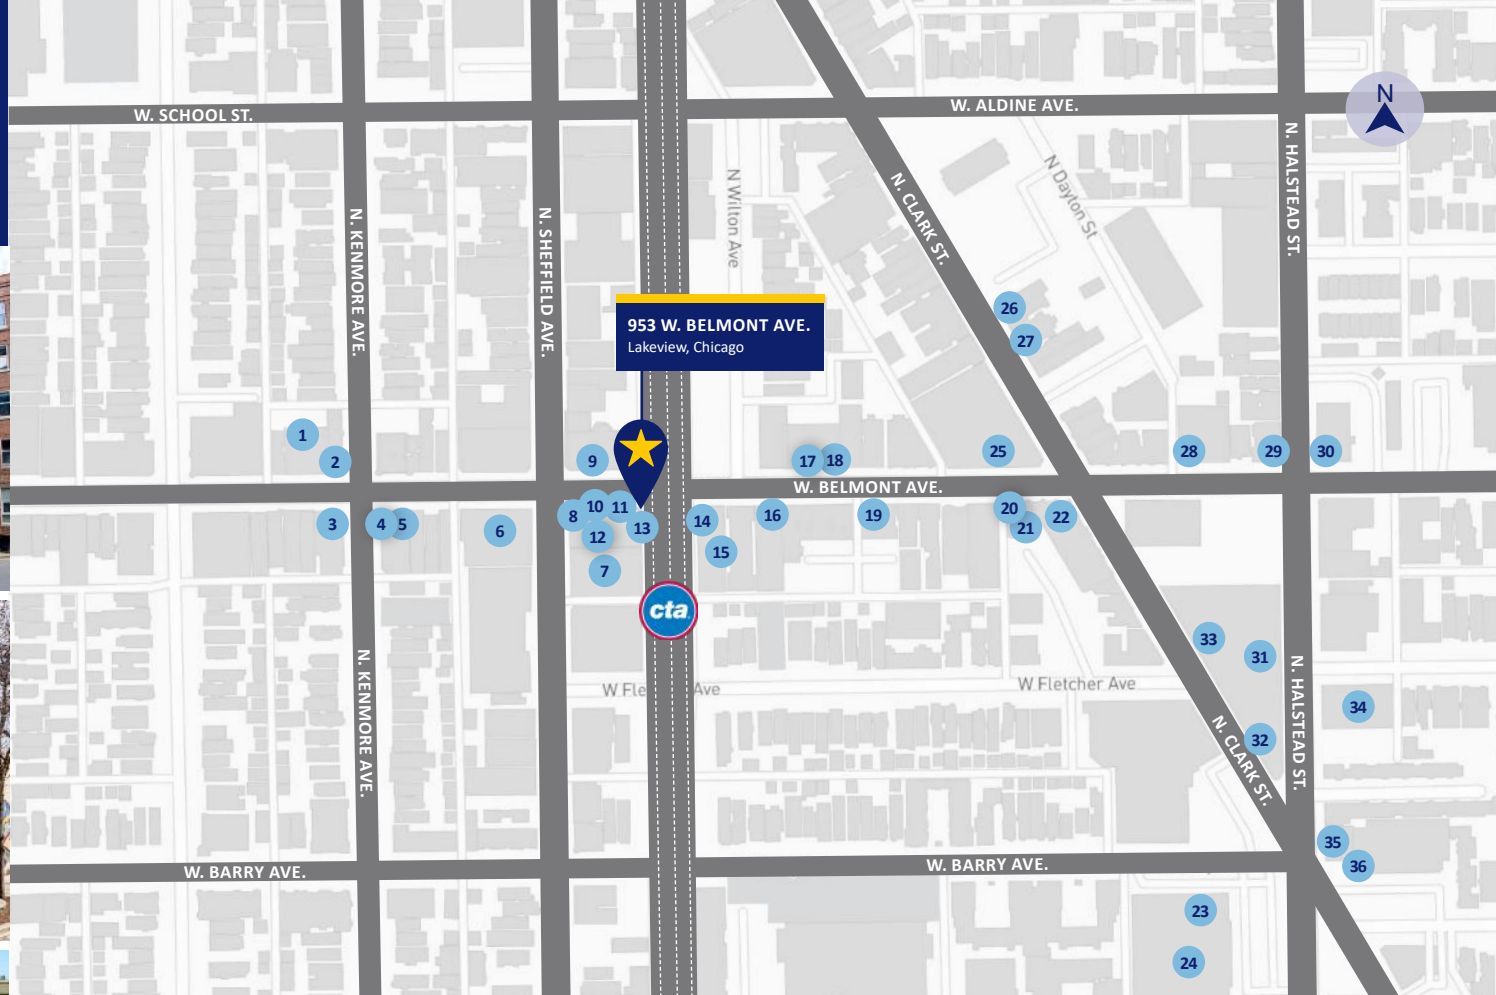 N
W. SCHOOL ST.
W. ALDINE AVE.
N. HALSTEAD ST.
N Wilton Ave
N Dayton St
N. CLARK ST.
N. KENMORE AVE.
N. SHEFFIELD AVE.
26
953 W. BELMONT AVE.
Lakeview, Chicago
27
1
2
9
17
18
25
28
29
30
W. BELMONT AVE.
3
4
5
6
8
10
11
12
13
7
14
15
16
19
20
21
22
cta
33
31
W Fle
Ave
W Fletcher Ave
34
32
N. KENMORE AVE.
N. CLARK ST.
N. HALSTEAD ST.
35
36
W. BARRY AVE.
W. BARRY AVE.
23
24